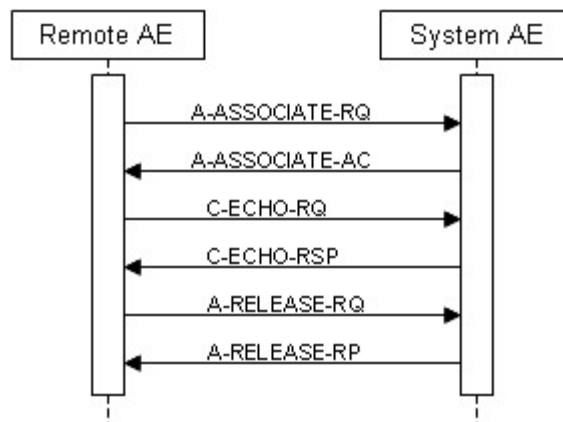 Remote AE
System AE
A-ASSOCIATE-RQ
A-ASSOCIATE-AC
C-ECHO-RQ
C-ECHO-RSP
A-RELEASE-RQ
A-RELEASE-RP